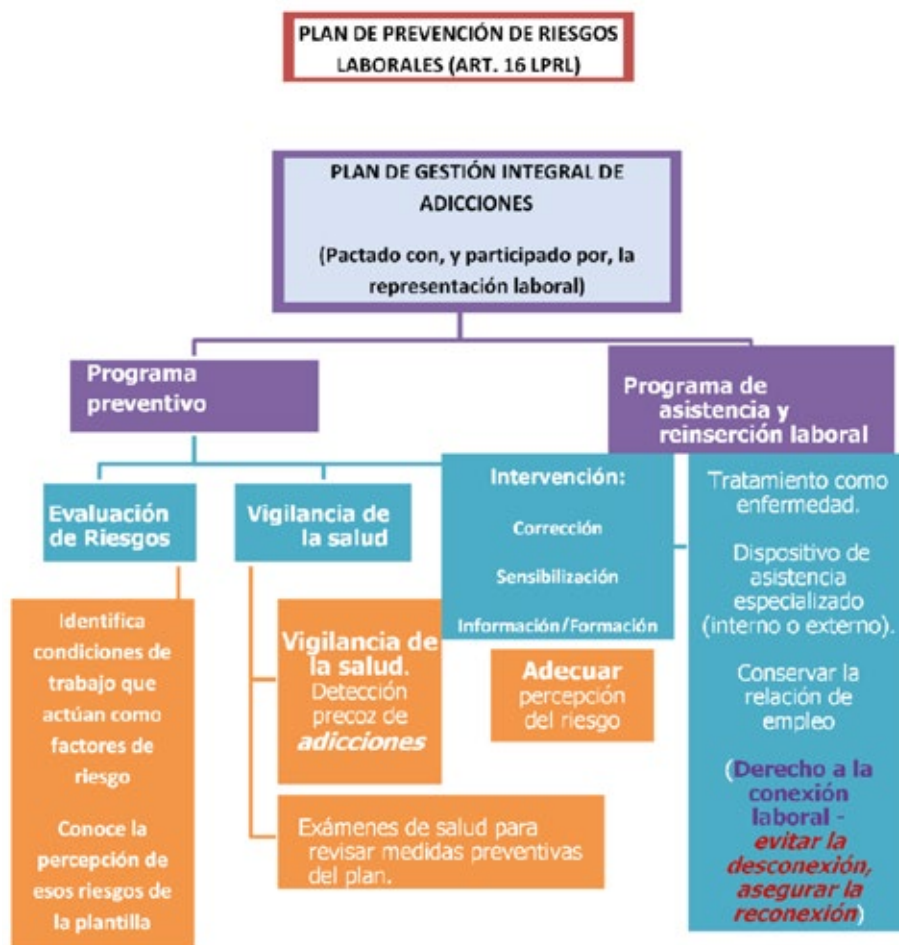 PLAN DE PREVENCIÓN DE RIESGOS
LABORALES (ART. 16 LPRL)
PLAN DE GESTIÓN INTEGRAL DE
ADICCIONES
(Pactado con, y participado por, la
representación laboral)
Programa
preventivo
Programa de
asistencia y
reinserción laboral
Evaluación
de Riesgos
Vigilancia de
la salud
Intervención:
Corrección
Sensibilización
Información/Formación
Tratamiento como
enfermedad.
Dispositivo de
asistencia
especializado
(interno o externo).
Conservar la
relación de
empleo
(Derecho a la
conexión
laboral -
evitar la
desconexión,
asegurar la
reconexión)
Identifica
condiciones de
trabajo que
actúan como
factores de
riesgo
Conoce la
percepción de
esos riesgos de
la plantilla
Vigilancia de
la salud.
Detección
precoz de
adicciones
Adecuar
percepción
del riesgo
Exámenes de salud para
revisar medidas preventivas
del plan.